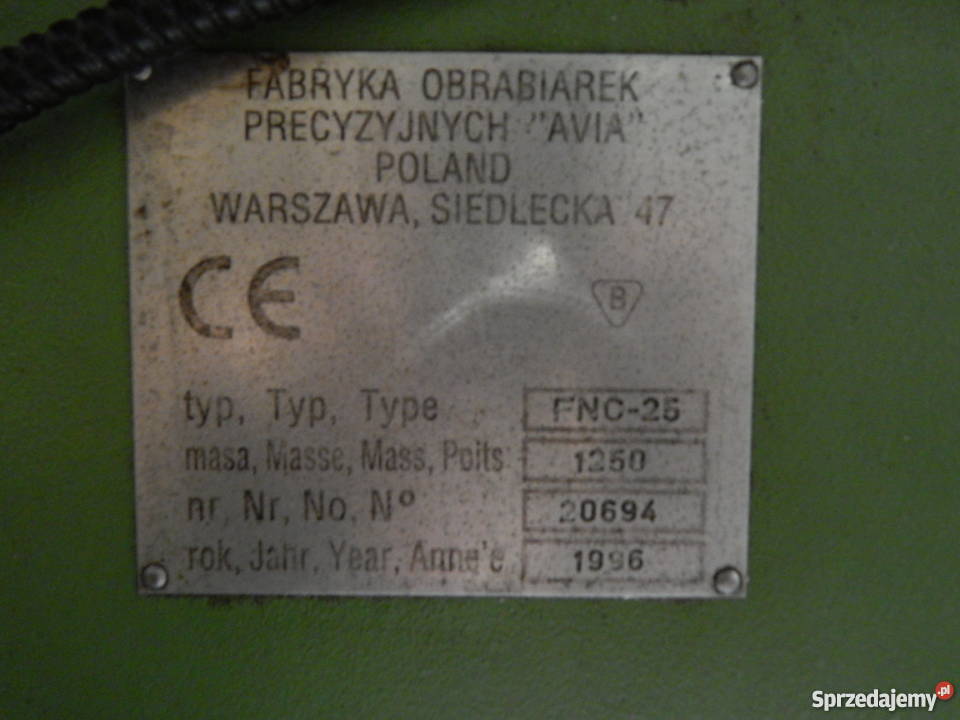 FABRYKA OBRABIAREK
PRECYZYJNYCH "AVIA"
POLAND
WARSZAWA, SIEDLECKA 47
CE
B
typ, Typ, Type FNC-25
masa, Masse, Mass, Poits 1250
nr, Nr, No, Nº 20694
rok, Jahr, Year, Anne'e 1996
Sprzedajemy.pl